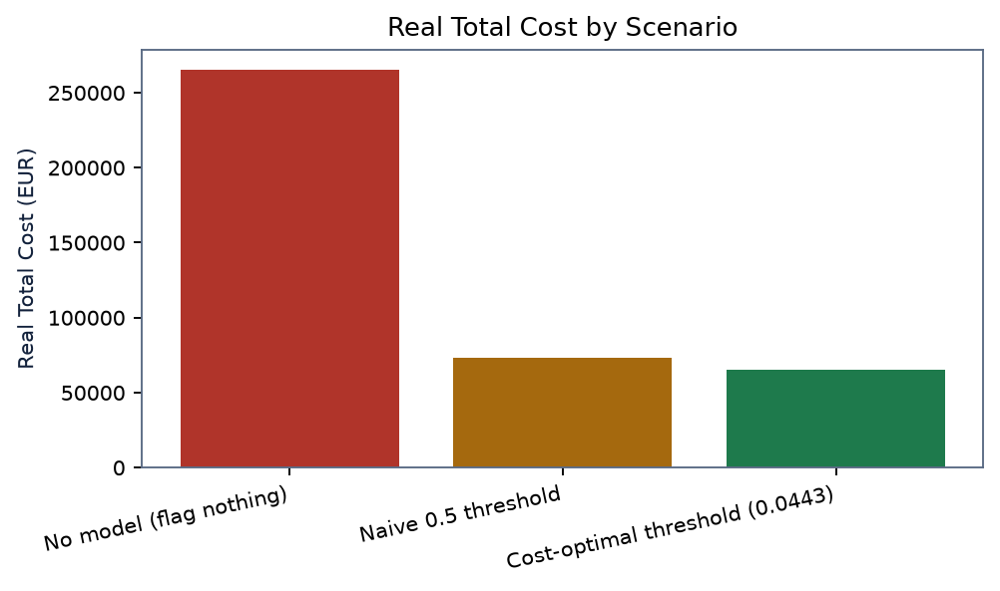 Real Total Cost by Scenario
Real Total Cost (EUR)
250000
200000
150000
100000
50000
0
No model (flag nothing)
Naive 0.5 threshold
Cost-optimal threshold (0.0443)